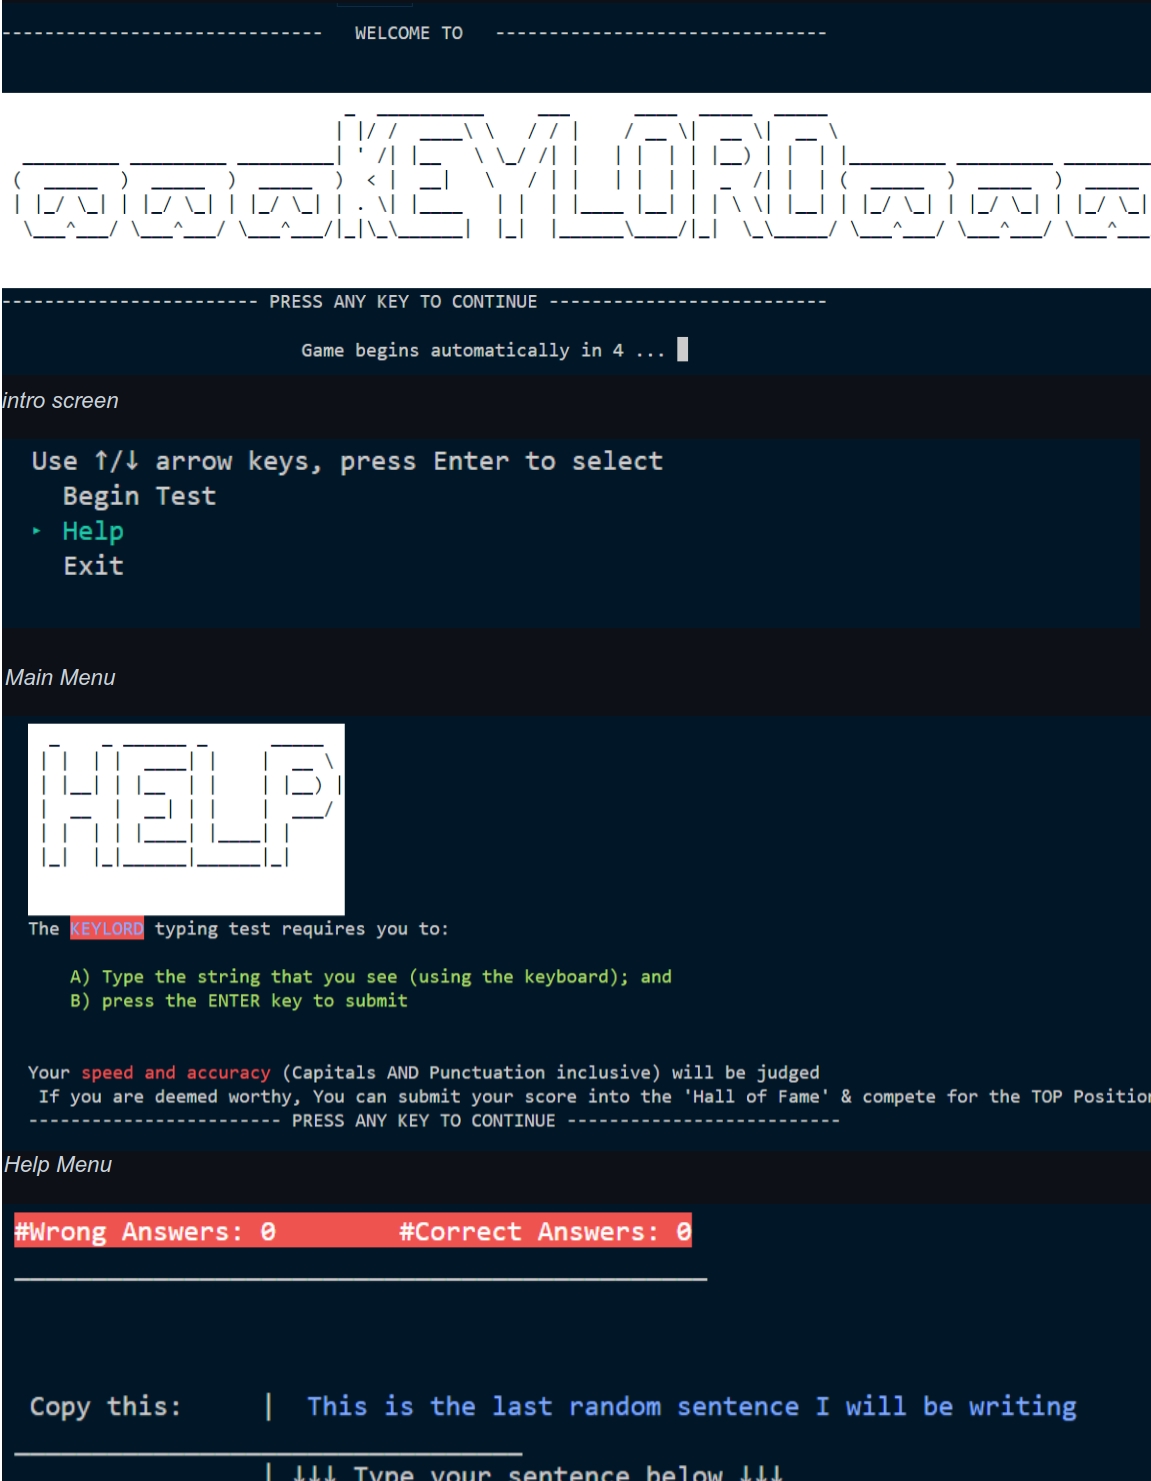 ------------------------------ WELCOME TO -------------------------------
KEYLORD
------------------------ PRESS ANY KEY TO CONTINUE --------------------------
Game begins automatically in 4 ...
intro screen
Use ↑/↓ arrow keys, press Enter to select
Begin Test
▸ Help
Exit
Main Menu
HELP
The KEYLORD typing test requires you to:
A) Type the string that you see (using the keyboard); and
B) press the ENTER key to submit
Your speed and accuracy (Capitals AND Punctuation inclusive) will be judged
If you are deemed worthy, You can submit your score into the 'Hall of Fame' & compete for the TOP Position
------------------------ PRESS ANY KEY TO CONTINUE --------------------------
Help Menu
#Wrong Answers: 0 #Correct Answers: 0
Copy this: | This is the last random sentence I will be writing
| ↓↓↓ Type your sentence below ↓↓↓